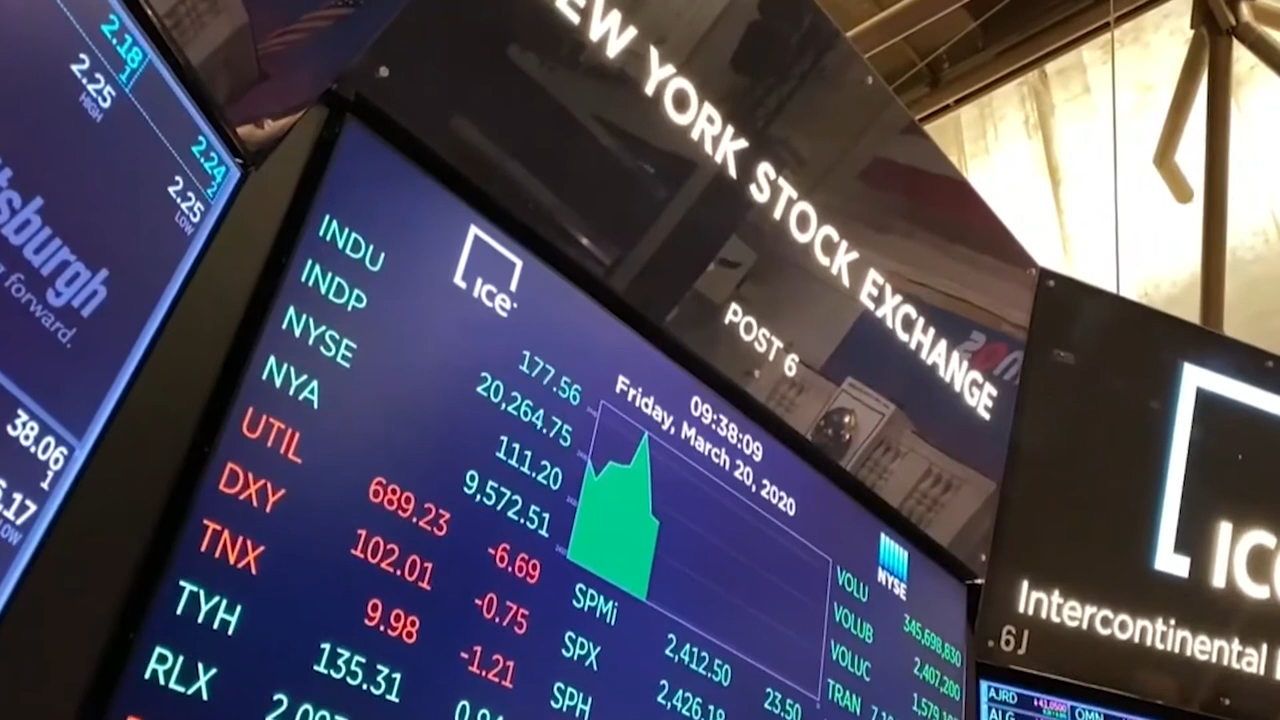 2.18
1
2.25
HIGH
2.24
2
2.25
LOW
forward.
38.06
1
LOW
NEW YORK STOCK EXCHANGE
POST 6
ICE
09:38:09
Friday, March 20, 2020
INDU 177.56
INDP 20,264.75
NYSE 111.20
NYA 9,572.51
UTIL 689.23 -6.69
DXY 102.01 -0.75
TNX 9.98 -1.21
TYH 135.31
RLX
SPMi 2,412.50
SPX 2,426.18 23.50
SPH
NYSE
VOLU 345,698,830
VOLUB 2,407,200
VOLUC
TRAN
Intercontinental
.6J
AJRD
OMN
ALG